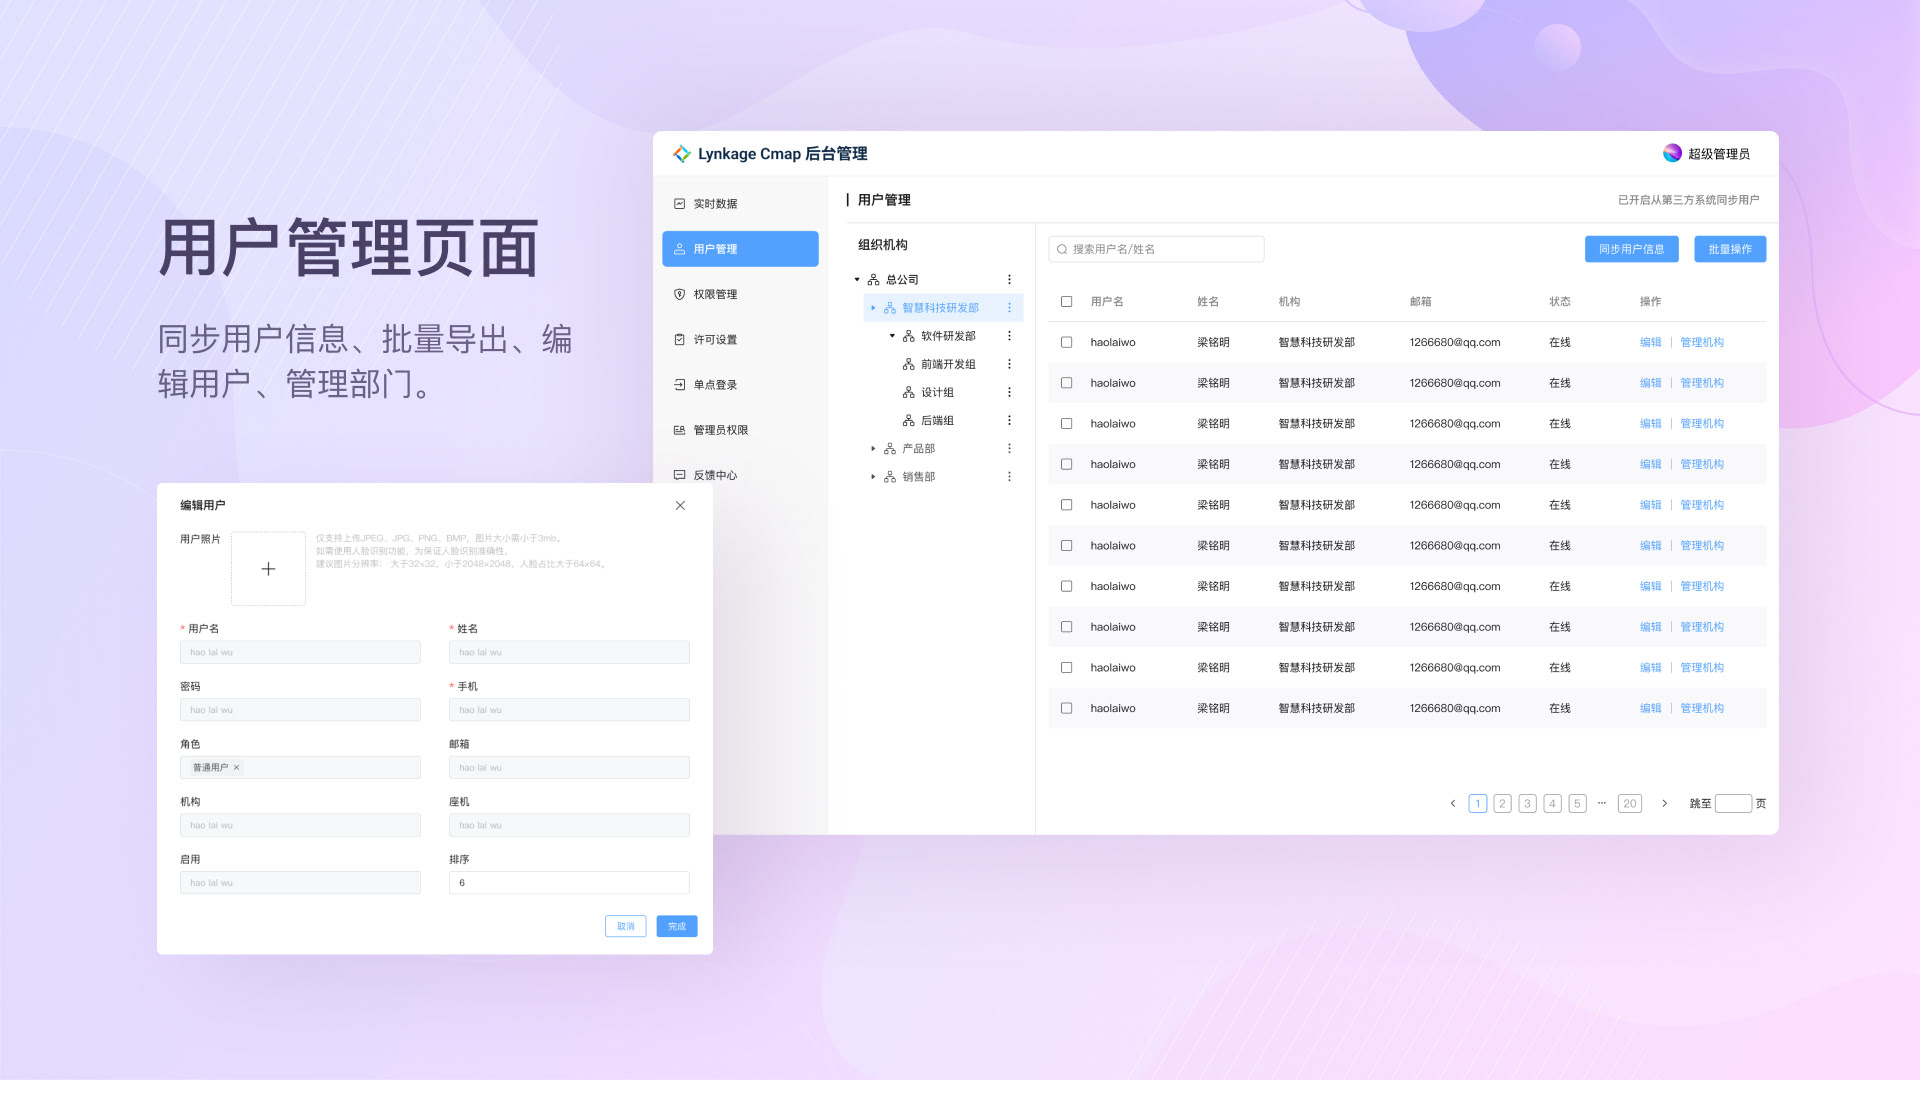 用户管理页面
同步用户信息、批量导出、编
辑用户、管理部门。
Lynkage Cmap 后台管理
超级管理员
实时数据
用户管理
权限管理
许可设置
单点登录
管理员权限
反馈中心
用户管理
已开启从第三方系统同步用户
组织机构
总公司
智慧科技研发部
软件研发部
前端开发组
设计组
后端组
产品部
销售部
搜索用户名/姓名
同步用户信息
批量操作
用户名 姓名 机构 邮箱 状态 操作
haolaiwo 梁铭明 智慧科技研发部 1266680@qq.com 在线 编辑 管理机构
haolaiwo 梁铭明 智慧科技研发部 1266680@qq.com 在线 编辑 管理机构
haolaiwo 梁铭明 智慧科技研发部 1266680@qq.com 在线 编辑 管理机构
haolaiwo 梁铭明 智慧科技研发部 1266680@qq.com 在线 编辑 管理机构
haolaiwo 梁铭明 智慧科技研发部 1266680@qq.com 在线 编辑 管理机构
haolaiwo 梁铭明 智慧科技研发部 1266680@qq.com 在线 编辑 管理机构
haolaiwo 梁铭明 智慧科技研发部 1266680@qq.com 在线 编辑 管理机构
haolaiwo 梁铭明 智慧科技研发部 1266680@qq.com 在线 编辑 管理机构
haolaiwo 梁铭明 智慧科技研发部 1266680@qq.com 在线 编辑 管理机构
haolaiwo 梁铭明 智慧科技研发部 1266680@qq.com 在线 编辑 管理机构
1 2 3 4 5 ··· 20 跳至 页
编辑用户
用户照片
仅支持上传JPEG、JPG、PNG、BMP，图片大小需小于3mb。
如需使用人脸识别功能，为保证人脸识别准确性，
建议图片分辨率： 大于32×32，小于2048×2048，人脸占比大于64×64。
* 用户名 * 姓名
hao lai wu hao lai wu
密码 * 手机
hao lai wu hao lai wu
角色 邮箱
普通用户 × hao lai wu
机构 座机
hao lai wu hao lai wu
启用 排序
hao lai wu 6
取消 完成